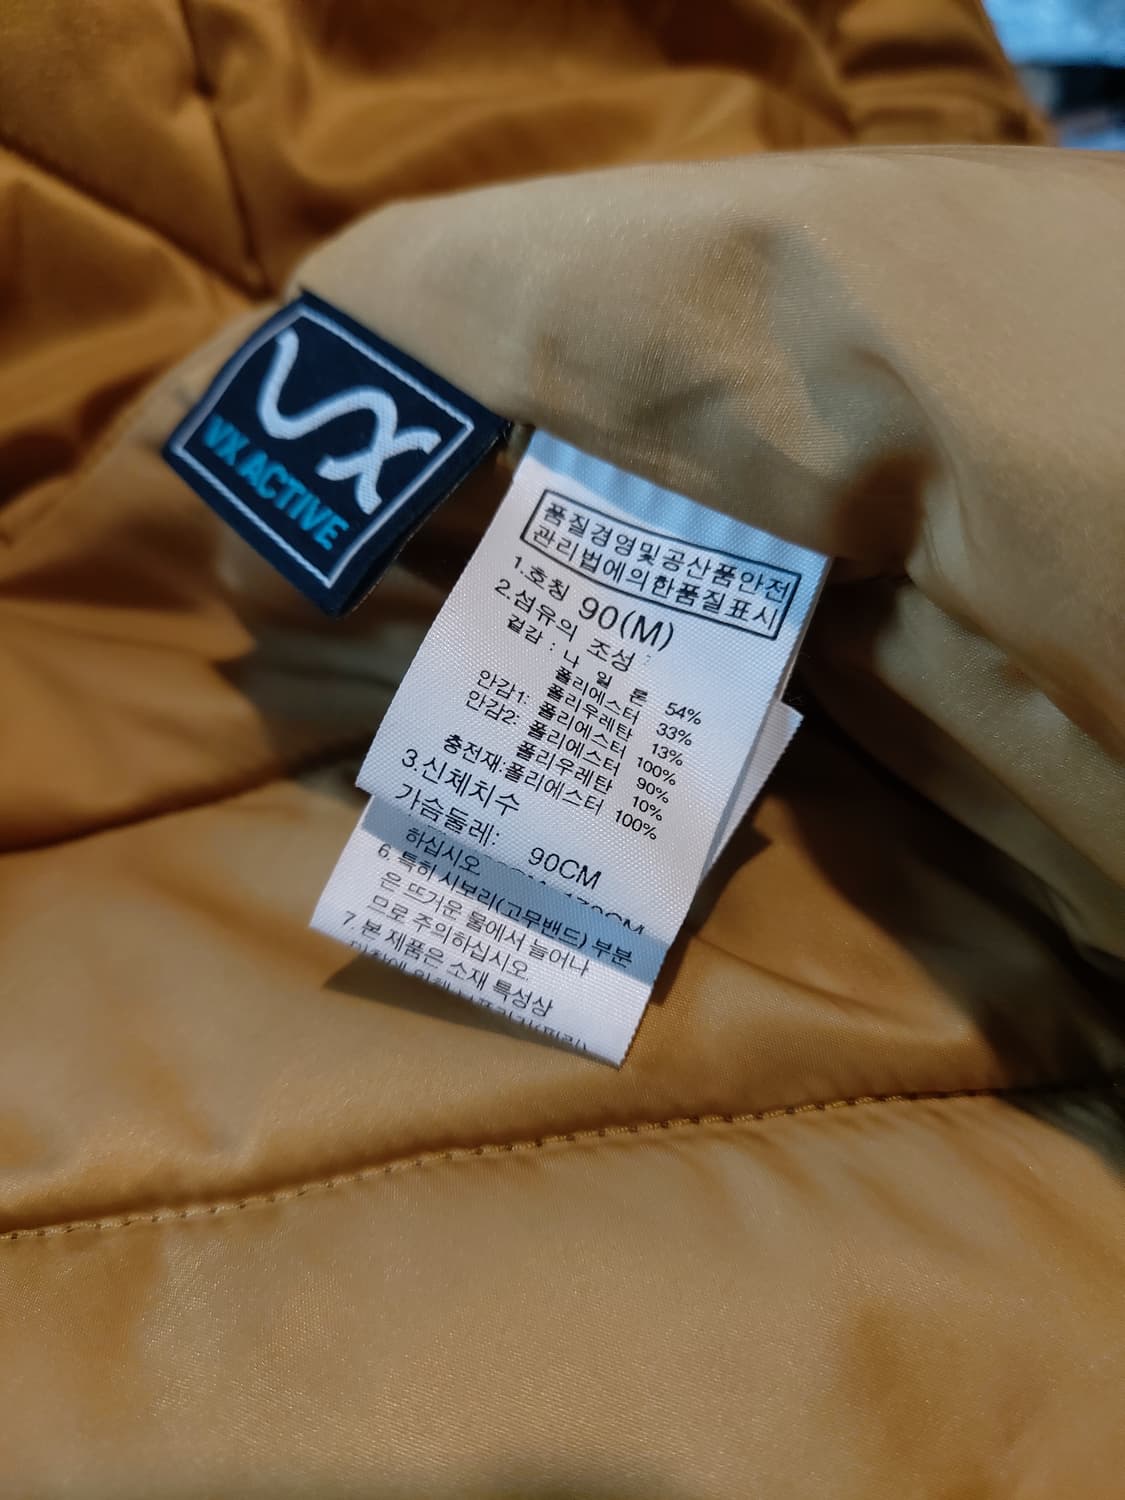 VX
VX ACTIVE
품질경영및공산품안전
관리법에의한품질표시
1.호칭 90(M)
2.섬유의 조성 :
겉감 : 나 일 론 54%
폴리에스터 33%
폴리우레탄 13%
안감1: 폴리에스터 100%
안감2: 폴리에스터 90%
폴리우레탄 10%
충전재:폴리에스터 100%
3.신체치수
가슴둘레: 90CM
하십시오
6. 특히 시보리(고무밴드) 부분
은 뜨거운 물에서 늘어나
므로 주의하십시오
7. 본 제품은 소재 특성상